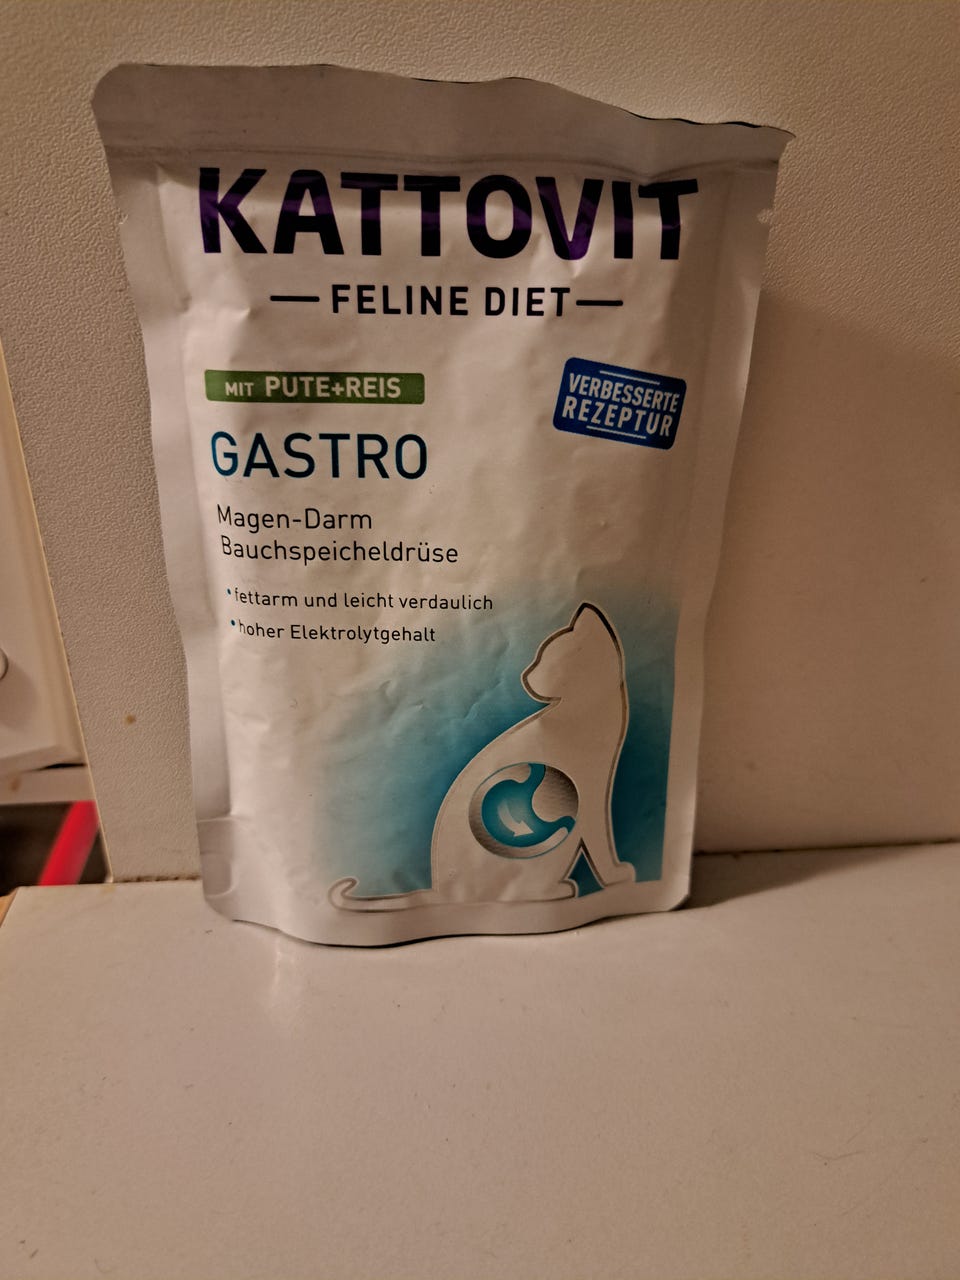 KATTOVIT
FELINE DIET
MIT PUTE+REIS
VERBESSERTE
REZEPTUR
GASTRO
Magen-Darm
Bauchspeicheldrüse
•fettarm und leicht verdaulich
•hoher Elektrolytgehalt